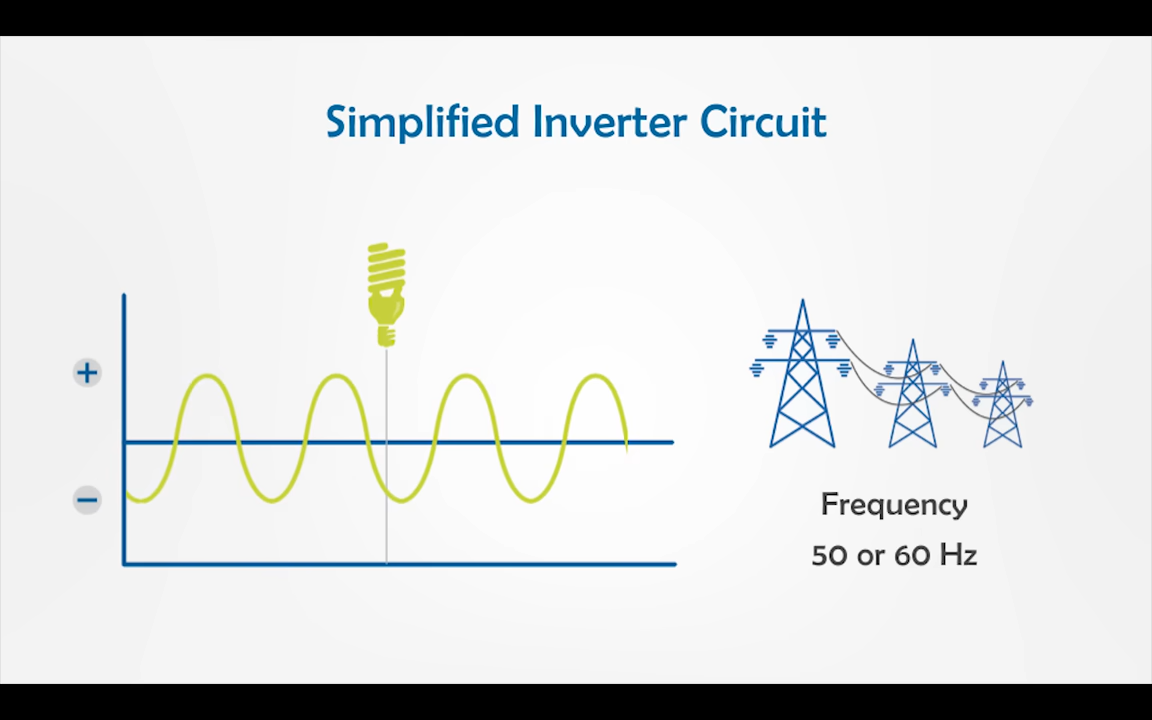 Simplified Inverter Circuit
+
−
Frequency
50 or 60 Hz